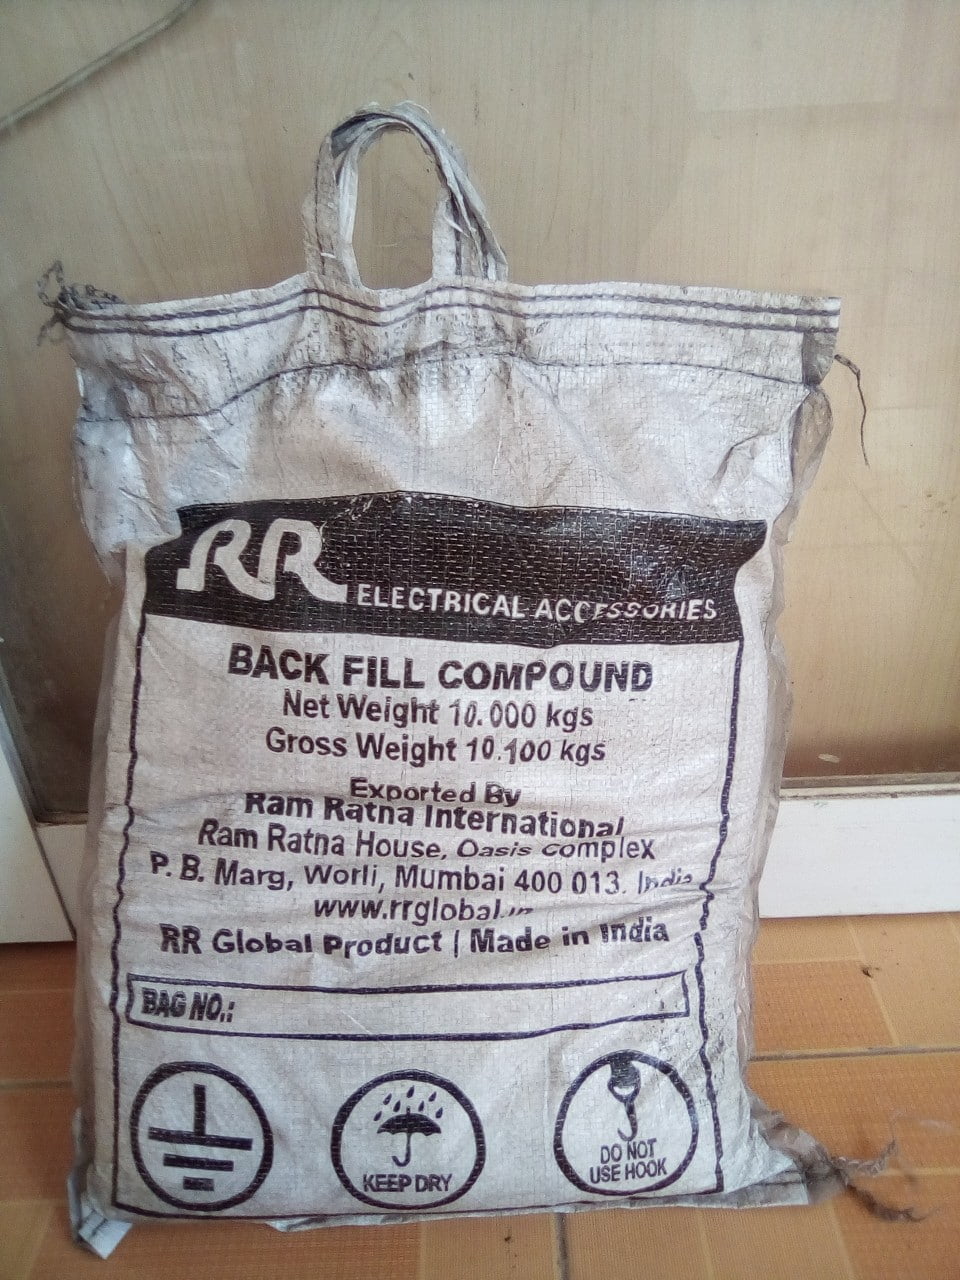 RR ELECTRICAL ACCESSORIES
BACK FILL COMPOUND
Net Weight 10.000 kgs
Gross Weight 10.100 kgs
Exported By
Ram Ratna International
Ram Ratna House, Oasis complex
P. B. Marg, Worli, Mumbai 400 013. India
www.rrglobal.in
RR Global Product | Made in India
BAG NO.:
KEEP DRY
DO NOT
USE HOOK